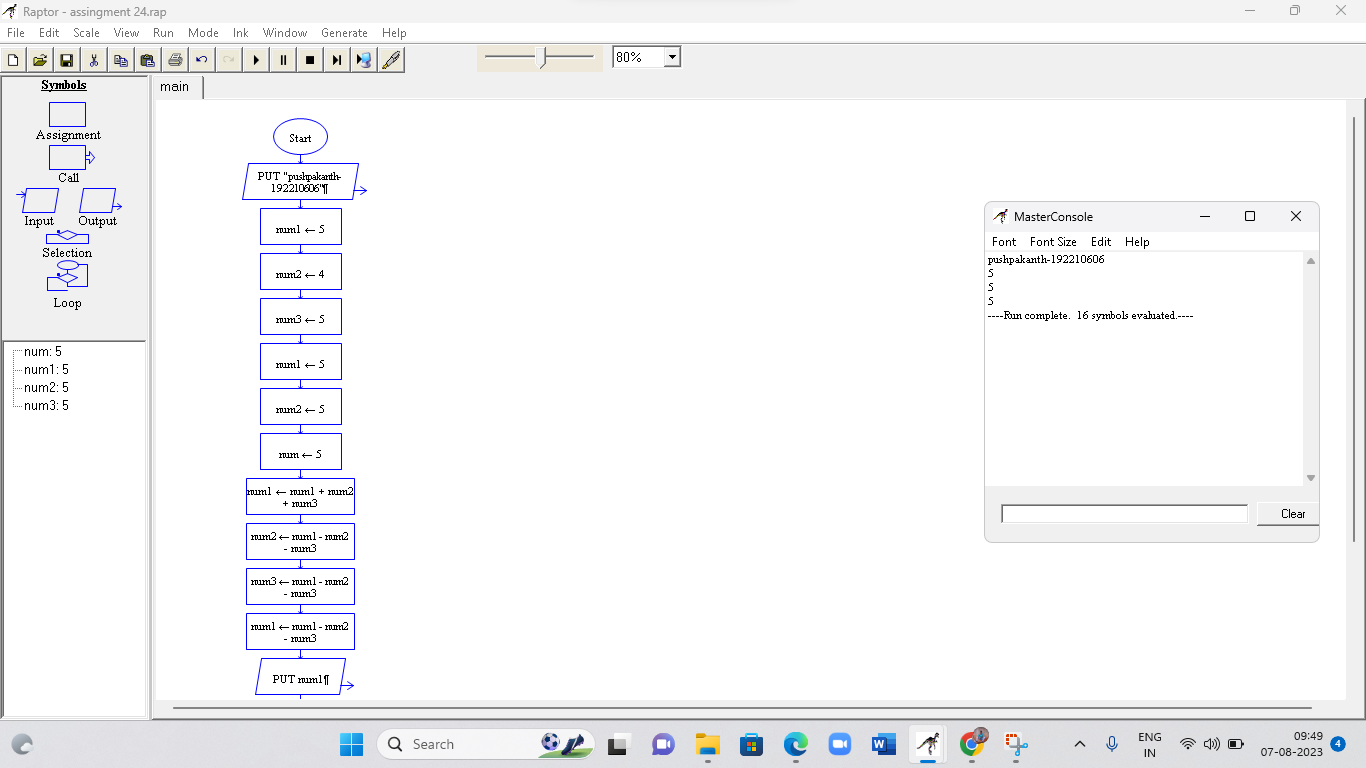 Raptor - assingment 24.rap
File Edit Scale View Run Mode Ink Window Generate Help
80%
Symbols
Assignment
Call
Input Output
Selection
Loop
num: 5
num1: 5
num2: 5
num3: 5
main
Start
PUT "pushpakanth-
192210606"¶
num1 ← 5
num2 ← 4
num3 ← 5
num1 ← 5
num2 ← 5
num ← 5
num1 ← num1 + num2
+ num3
num2 ← num1 - num2
- num3
num3 ← num1 - num2
- num3
num1 ← num1 - num2
- num3
PUT num1¶
MasterConsole
Font Font Size Edit Help
pushpakanth-192210606
5
5
5
----Run complete.  16 symbols evaluated.----
Clear
Search
ENG
IN
09:49
07-08-2023
4